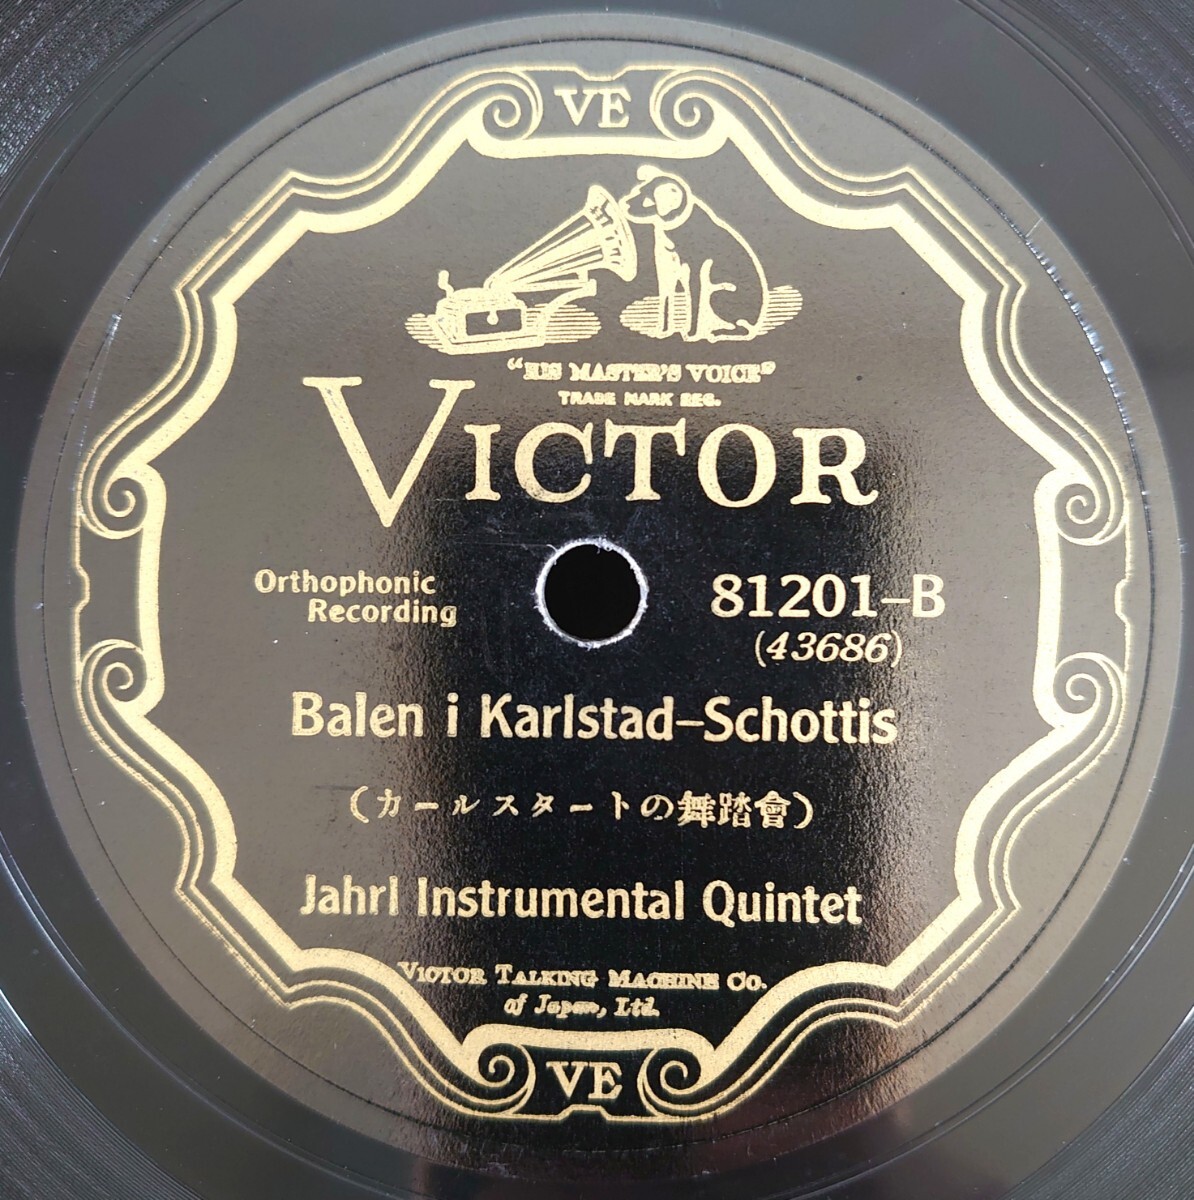 VE
"HIS MASTER'S VOICE"
TRADE MARK REG.
VICTOR
Orthophonic
Recording
81201-B
(43686)
Balen i Karlstad-Schottis
(カールスタートの舞踏會)
Jahrl Instrumental Quintet
VICTOR TALKING MACHINE CO.
of Japan, Ltd.
VE